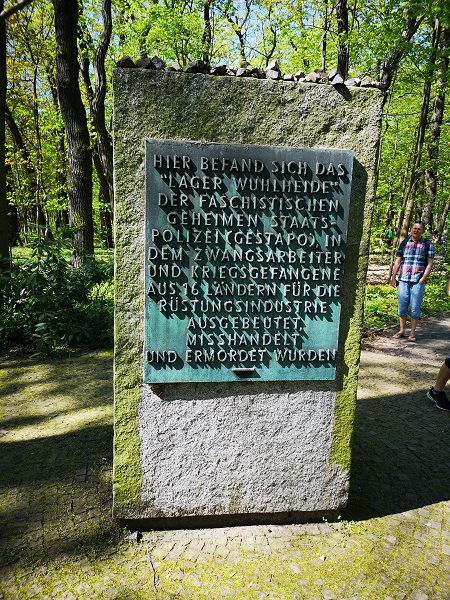 HIER BEFAND SICH DAS
"LAGER WUHLHEIDE"
DER FASCHISTISCHEN
GEHEIMEN STAATS-
POLIZEI (GESTAPO), IN
DEM ZWANGSARBEITER
UND KRIEGSGEFANGENE
AUS 16 LÄNDERN FÜR DIE
RÜSTUNGSINDUSTRIE
AUSGEBEUTET,
MISSHANDELT
UND ERMORDET WURDEN